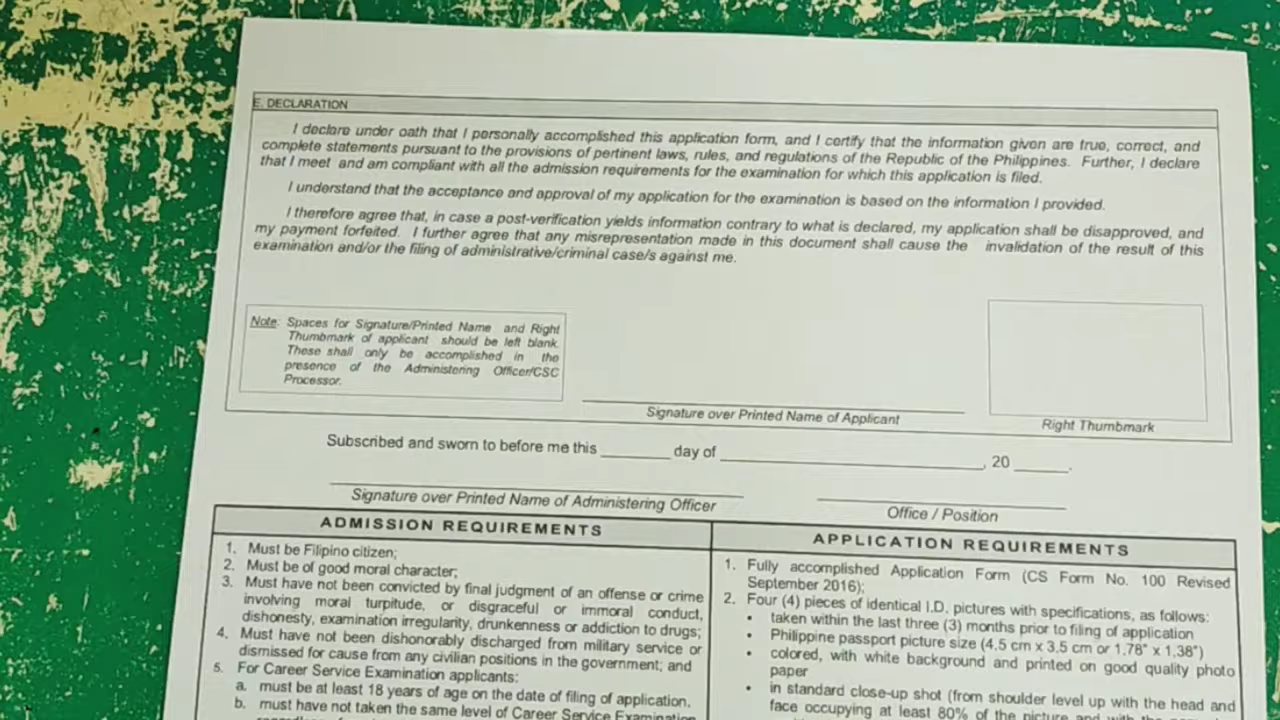 E. DECLARATION
I declare under oath that I personally accomplished this application form, and I certify that the information given are true, correct, and
complete statements pursuant to the provisions of pertinent laws, rules, and regulations of the Republic of the Philippines. Further, I declare
that I meet and am compliant with all the admission requirements for the examination for which this application is filed.
I understand that the acceptance and approval of my application for the examination is based on the information I provided.
I therefore agree that, in case a post-verification yields information contrary to what is declared, my application shall be disapproved, and
my payment forfeited. I further agree that any misrepresentation made in this document shall cause the invalidation of the result of this
examination and/or the filing of administrative/criminal case/s against me.
Note: Spaces for Signature/Printed Name and Right
Thumbmark of applicant should be left blank.
These shall only be accomplished in the
presence of the Administering Officer/CSC
Processor.
Signature over Printed Name of Applicant
Right Thumbmark
Subscribed and sworn to before me this ________ day of ______________________________, 20 ______.
Signature over Printed Name of Administering Officer
Office / Position
ADMISSION REQUIREMENTS
1. Must be Filipino citizen;
2. Must be of good moral character;
3. Must have not been convicted by final judgment of an offense or crime
involving moral turpitude, or disgraceful or immoral conduct,
dishonesty, examination irregularity, drunkenness or addiction to drugs;
4. Must have not been dishonorably discharged from military service or
dismissed for cause from any civilian positions in the government; and
5. For Career Service Examination applicants:
a. must be at least 18 years of age on the date of filing of application.
b. must have not taken the same level of Career Service Examination
APPLICATION REQUIREMENTS
1. Fully accomplished Application Form (CS Form No. 100 Revised
September 2016);
2. Four (4) pieces of identical I.D. pictures with specifications, as follows:
• taken within the last three (3) months prior to filing of application
• Philippine passport picture size (4.5 cm x 3.5 cm or 1.78" x 1.38")
• colored, with white background and printed on good quality photo
paper
• in standard close-up shot (from shoulder level up with the head and
face occupying at least 80% of the picture and with the